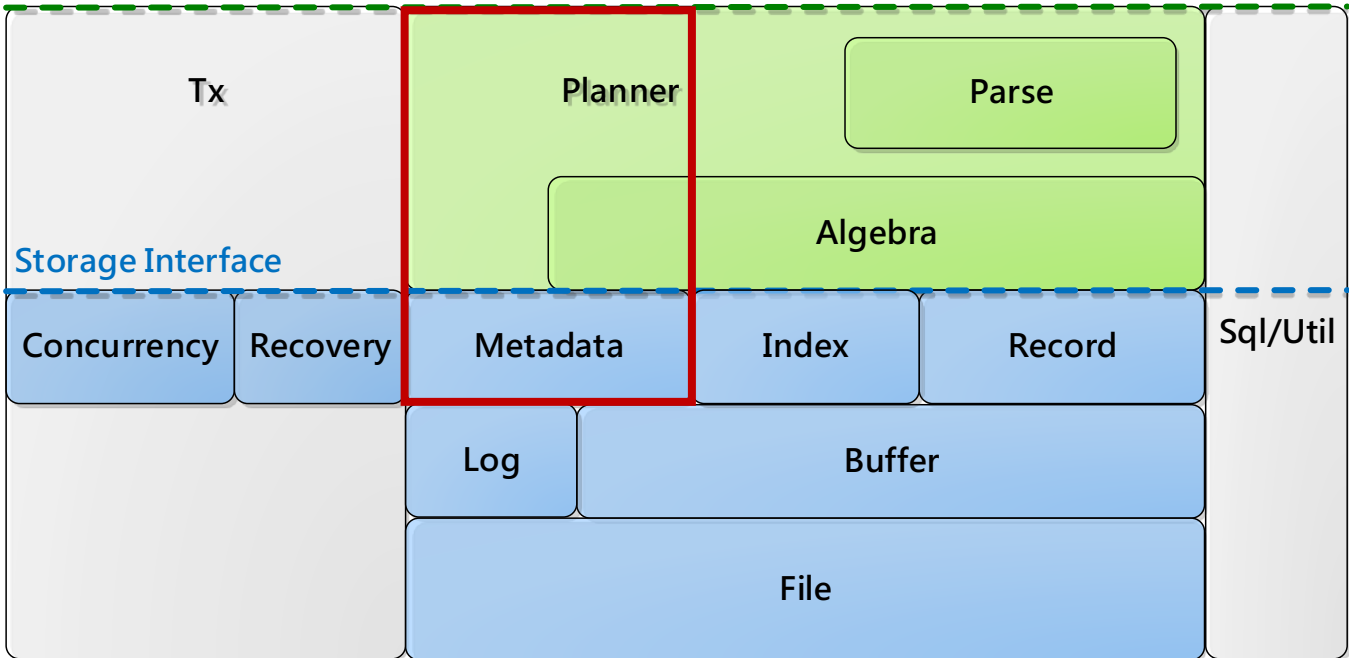 Tx
Planner
Parse
Algebra
Storage Interface
Concurrency
Recovery
Metadata
Index
Record
Sql/Util
Log
Buffer
File